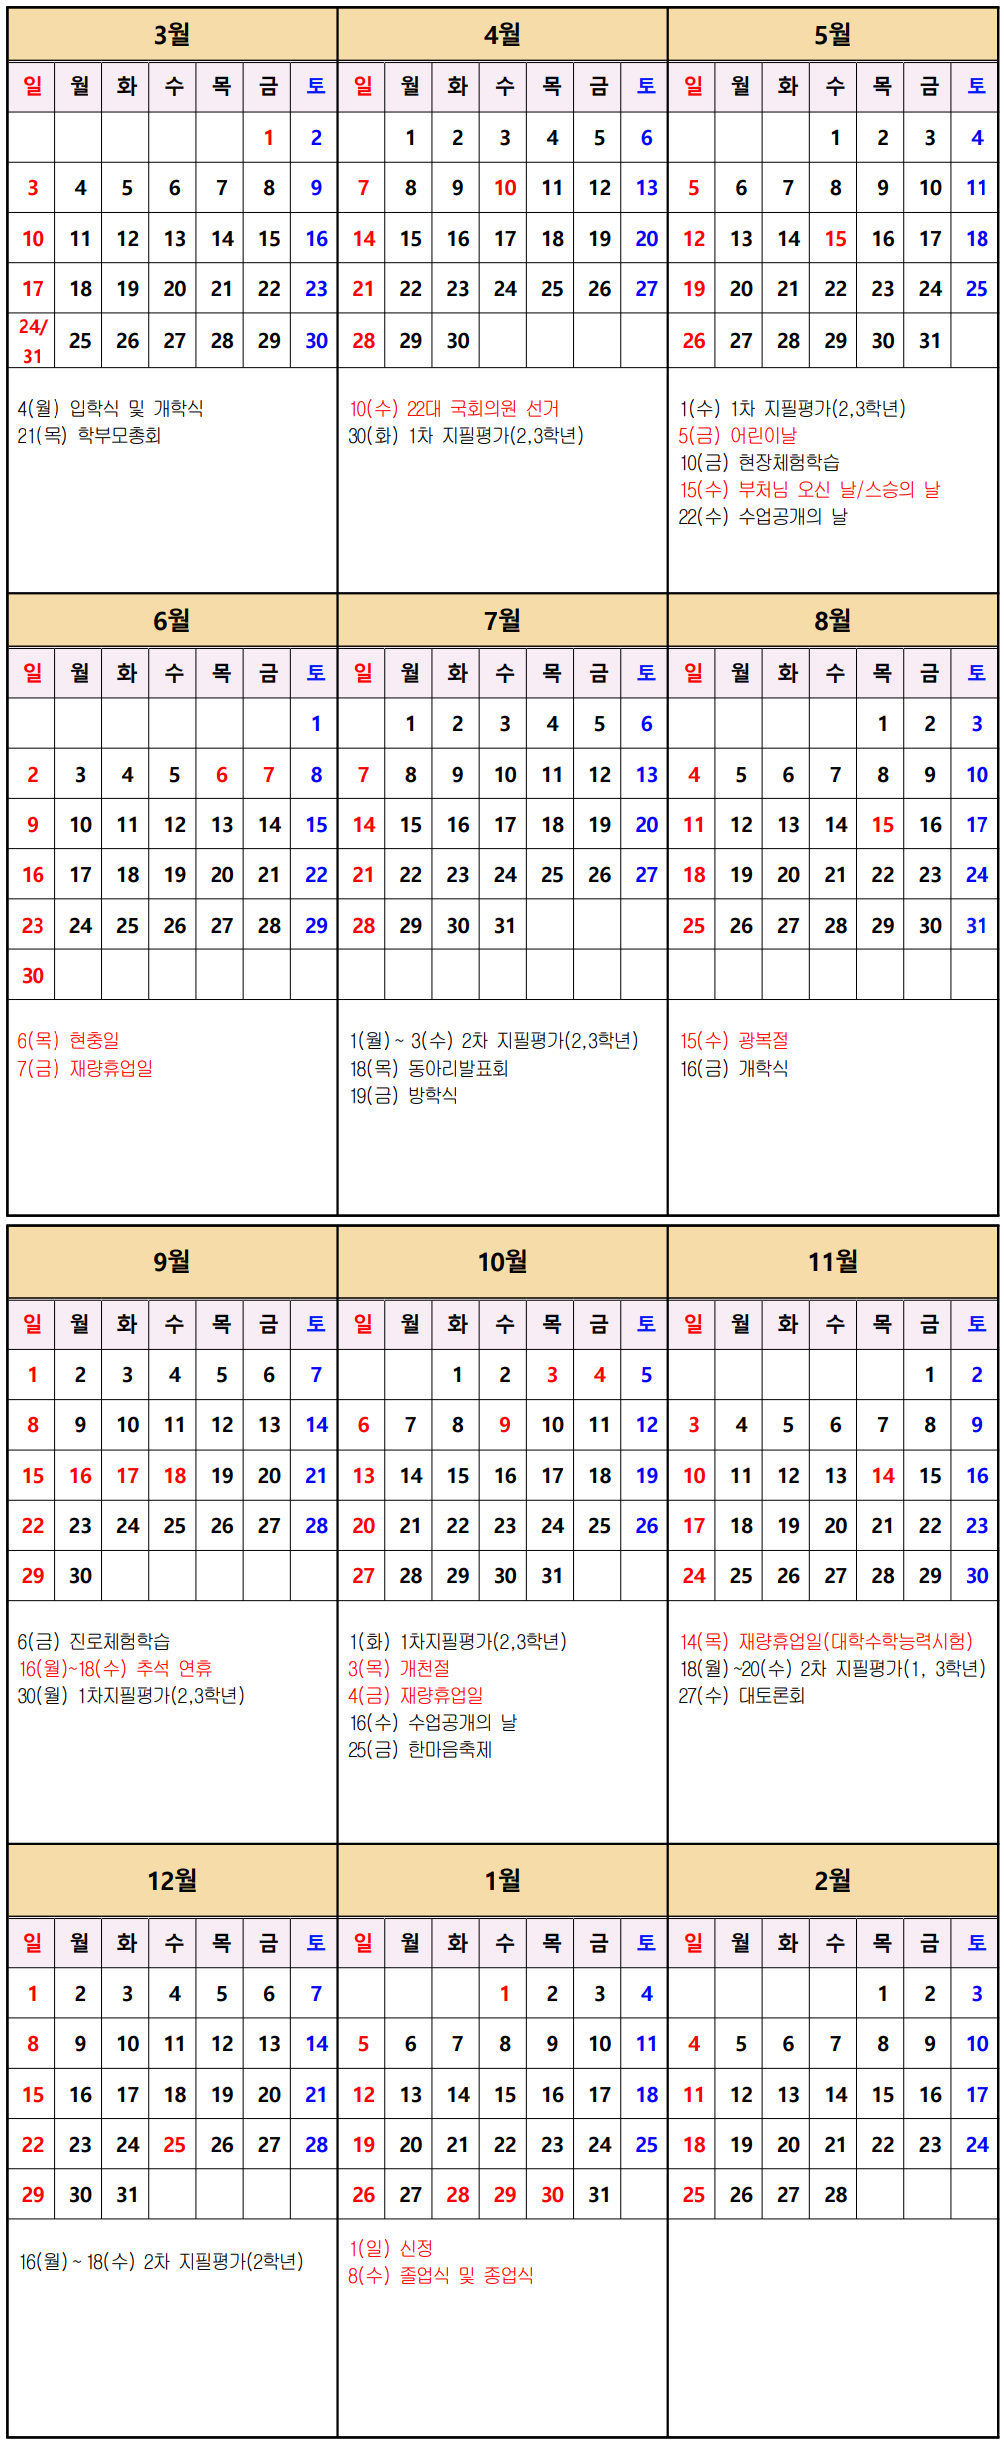 3월 4월 5월
일 월 화 수 목 금 토 일 월 화 수 목 금 토 일 월 화 수 목 금 토
1 2 1 2 3 4 5 6 1 2 3 4
3 4 5 6 7 8 9 7 8 9 10 11 12 13 5 6 7 8 9 10 11
10 11 12 13 14 15 16 14 15 16 17 18 19 20 12 13 14 15 16 17 18
17 18 19 20 21 22 23 21 22 23 24 25 26 27 19 20 21 22 23 24 25
24/
31 25 26 27 28 29 30 28 29 30 26 27 28 29 30 31
4(월) 입학식 및 개학식
21(목) 학부모총회
10(수) 22대 국회의원 선거
30(화) 1차 지필평가(2,3학년)
1(수) 1차 지필평가(2,3학년)
5(금) 어린이날
10(금) 현장체험학습
15(수) 부처님 오신 날/스승의 날
22(수) 수업공개의 날
6월 7월 8월
일 월 화 수 목 금 토 일 월 화 수 목 금 토 일 월 화 수 목 금 토
1 1 2 3 4 5 6 1 2 3
2 3 4 5 6 7 8 7 8 9 10 11 12 13 4 5 6 7 8 9 10
9 10 11 12 13 14 15 14 15 16 17 18 19 20 11 12 13 14 15 16 17
16 17 18 19 20 21 22 21 22 23 24 25 26 27 18 19 20 21 22 23 24
23 24 25 26 27 28 29 28 29 30 31 25 26 27 28 29 30 31
30
6(목) 현충일
7(금) 재량휴업일
1(월)~ 3(수) 2차 지필평가(2,3학년)
18(목) 동아리발표회
19(금) 방학식
15(수) 광복절
16(금) 개학식
9월 10월 11월
일 월 화 수 목 금 토 일 월 화 수 목 금 토 일 월 화 수 목 금 토
1 2 3 4 5 6 7 1 2 3 4 5 1 2
8 9 10 11 12 13 14 6 7 8 9 10 11 12 3 4 5 6 7 8 9
15 16 17 18 19 20 21 13 14 15 16 17 18 19 10 11 12 13 14 15 16
22 23 24 25 26 27 28 20 21 22 23 24 25 26 17 18 19 20 21 22 23
29 30 27 28 29 30 31 24 25 26 27 28 29 30
6(금) 진로체험학습
16(월)~18(수) 추석 연휴
30(월) 1차지필평가(2,3학년)
1(화) 1차지필평가(2,3학년)
3(목) 개천절
4(금) 재량휴업일
16(수) 수업공개의 날
25(금) 한마음축제
14(목) 재량휴업일(대학수학능력시험)
18(월)~20(수) 2차 지필평가(1, 3학년)
27(수) 대토론회
12월 1월 2월
일 월 화 수 목 금 토 일 월 화 수 목 금 토 일 월 화 수 목 금 토
1 2 3 4 5 6 7 1 2 3 4 1 2 3
8 9 10 11 12 13 14 5 6 7 8 9 10 11 4 5 6 7 8 9 10
15 16 17 18 19 20 21 12 13 14 15 16 17 18 11 12 13 14 15 16 17
22 23 24 25 26 27 28 19 20 21 22 23 24 25 18 19 20 21 22 23 24
29 30 31 26 27 28 29 30 31 25 26 27 28
16(월)~ 18(수) 2차 지필평가(2학년)
1(일) 신정
8(수) 졸업식 및 종업식